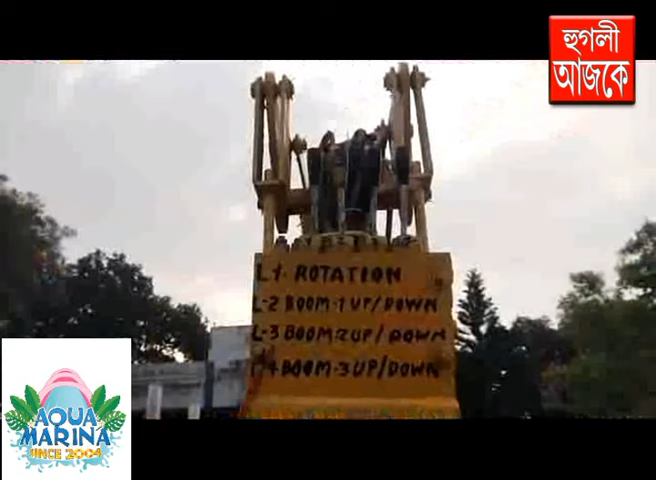 হুগলী
আজকে
L-1 ROTATION
L-2 BOOM-1 UP/DOWN
L-3 BOOM-2 UP/DOWN
L-4 BOOM-3 UP/DOWN
AQUA
MARINA
SINCE 2004